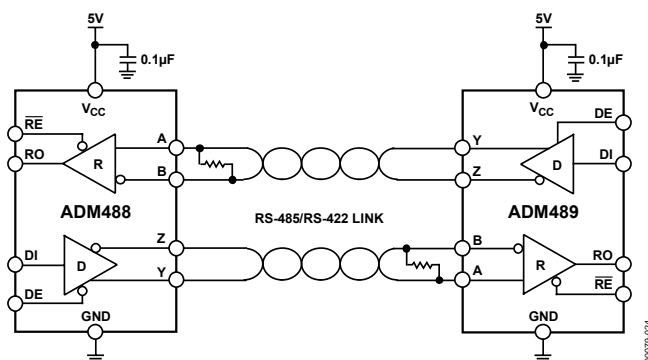 5V
5V
0.1µF
0.1µF
VCC
VCC
RE
DE
A
Y
RO
R
D
DI
B
Z
ADM488
RS-485/RS-422 LINK
ADM489
Z
B
DI
D
R
RO
Y
A
DE
RE
GND
GND